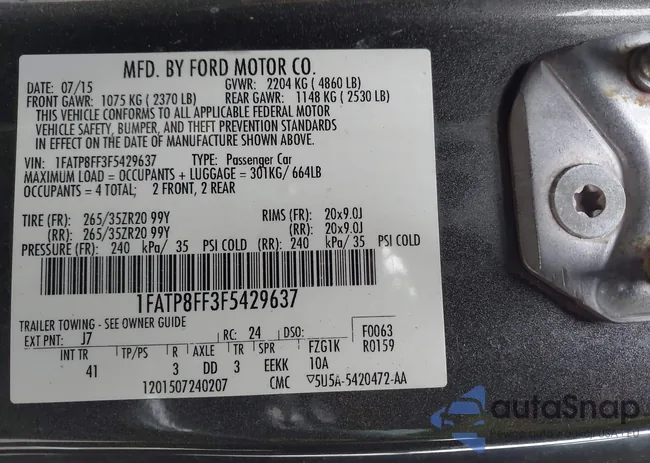 MFD. BY FORD MOTOR CO.
DATE: 07/15 GVWR: 2204 KG ( 4860 LB)
FRONT GAWR: 1075 KG ( 2370 LB) REAR GAWR: 1148 KG ( 2530 LB)
THIS VEHICLE CONFORMS TO ALL APPLICABLE FEDERAL MOTOR
VEHICLE SAFETY, BUMPER, AND THEFT PREVENTION STANDARDS
IN EFFECT ON THE DATE OF MANUFACTURE SHOWN ABOVE.
VIN: 1FATP8FF3F5429637 TYPE: Passenger Car
MAXIMUM LOAD = OCCUPANTS + LUGGAGE = 301KG/ 664LB
OCCUPANTS = 4 TOTAL; 2 FRONT, 2 REAR
TIRE (FR): 265/35ZR20 99Y RIMS (FR): 20x9.0J
(RR): 265/35ZR20 99Y (RR): 20x9.0J
PRESSURE (FR): 240 kPa/ 35 PSI COLD (RR): 240 kPa/ 35 PSI COLD
1FATP8FF3F5429637
TRAILER TOWING - SEE OWNER GUIDE
EXT PNT: J7 RC: 24 DSO: F0063
INT TR TP/PS R AXLE TR SPR FZG1K R0159
41 3 DD 3 EEKK 10A
1201507240207 CMC ▽5U5A-5420472-AA
autoSnap